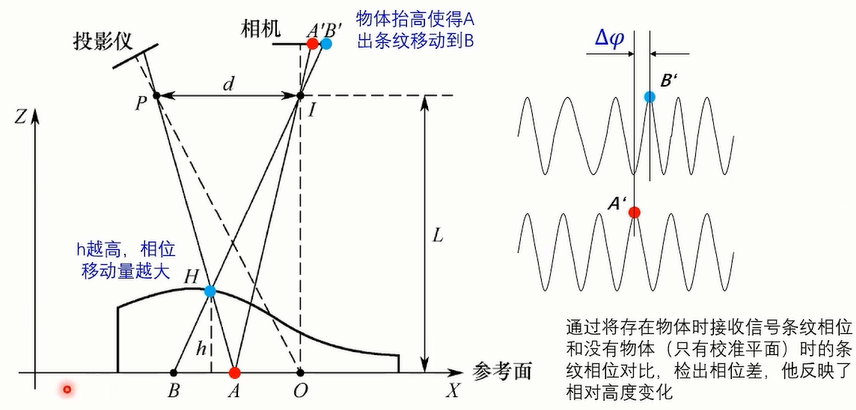 物体抬高使得A
出条纹移动到B
投影仪
相机
A'
B'
P
d
I
Z
L
h越高，相位
移动量越大
H
h
B
A
O
X
参考面
Δφ
B'
A'
通过将存在物体时接收信号条纹相位
和没有物体（只有校准平面）时的条
纹相位对比，检出相位差，他反映了
相对高度变化